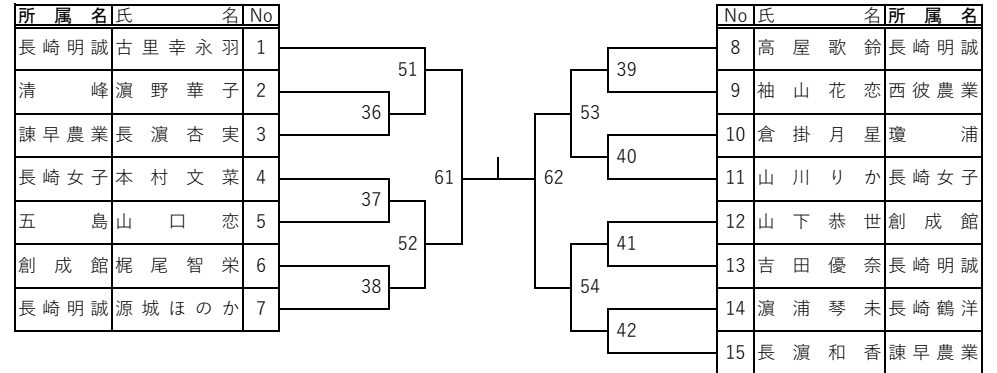 所属名 氏名 No
長崎明誠 古里幸永羽 1
清峰 濵野華子 2
諫早農業 長濵杏実 3
長崎女子 本村文菜 4
五島 山口恋 5
創成館 梶尾智栄 6
長崎明誠 源城ほのか 7
51
36
61
37
52
38
No 氏名 所属名
8 高屋歌鈴 長崎明誠
9 袖山花恋 西彼農業
10 倉掛月星 瓊浦
11 山川りか 長崎女子
12 山下恭世 創成館
13 吉田優奈 長崎明誠
14 濵浦琴未 長崎鶴洋
15 長濵和香 諫早農業
39
53
40
62
41
54
42